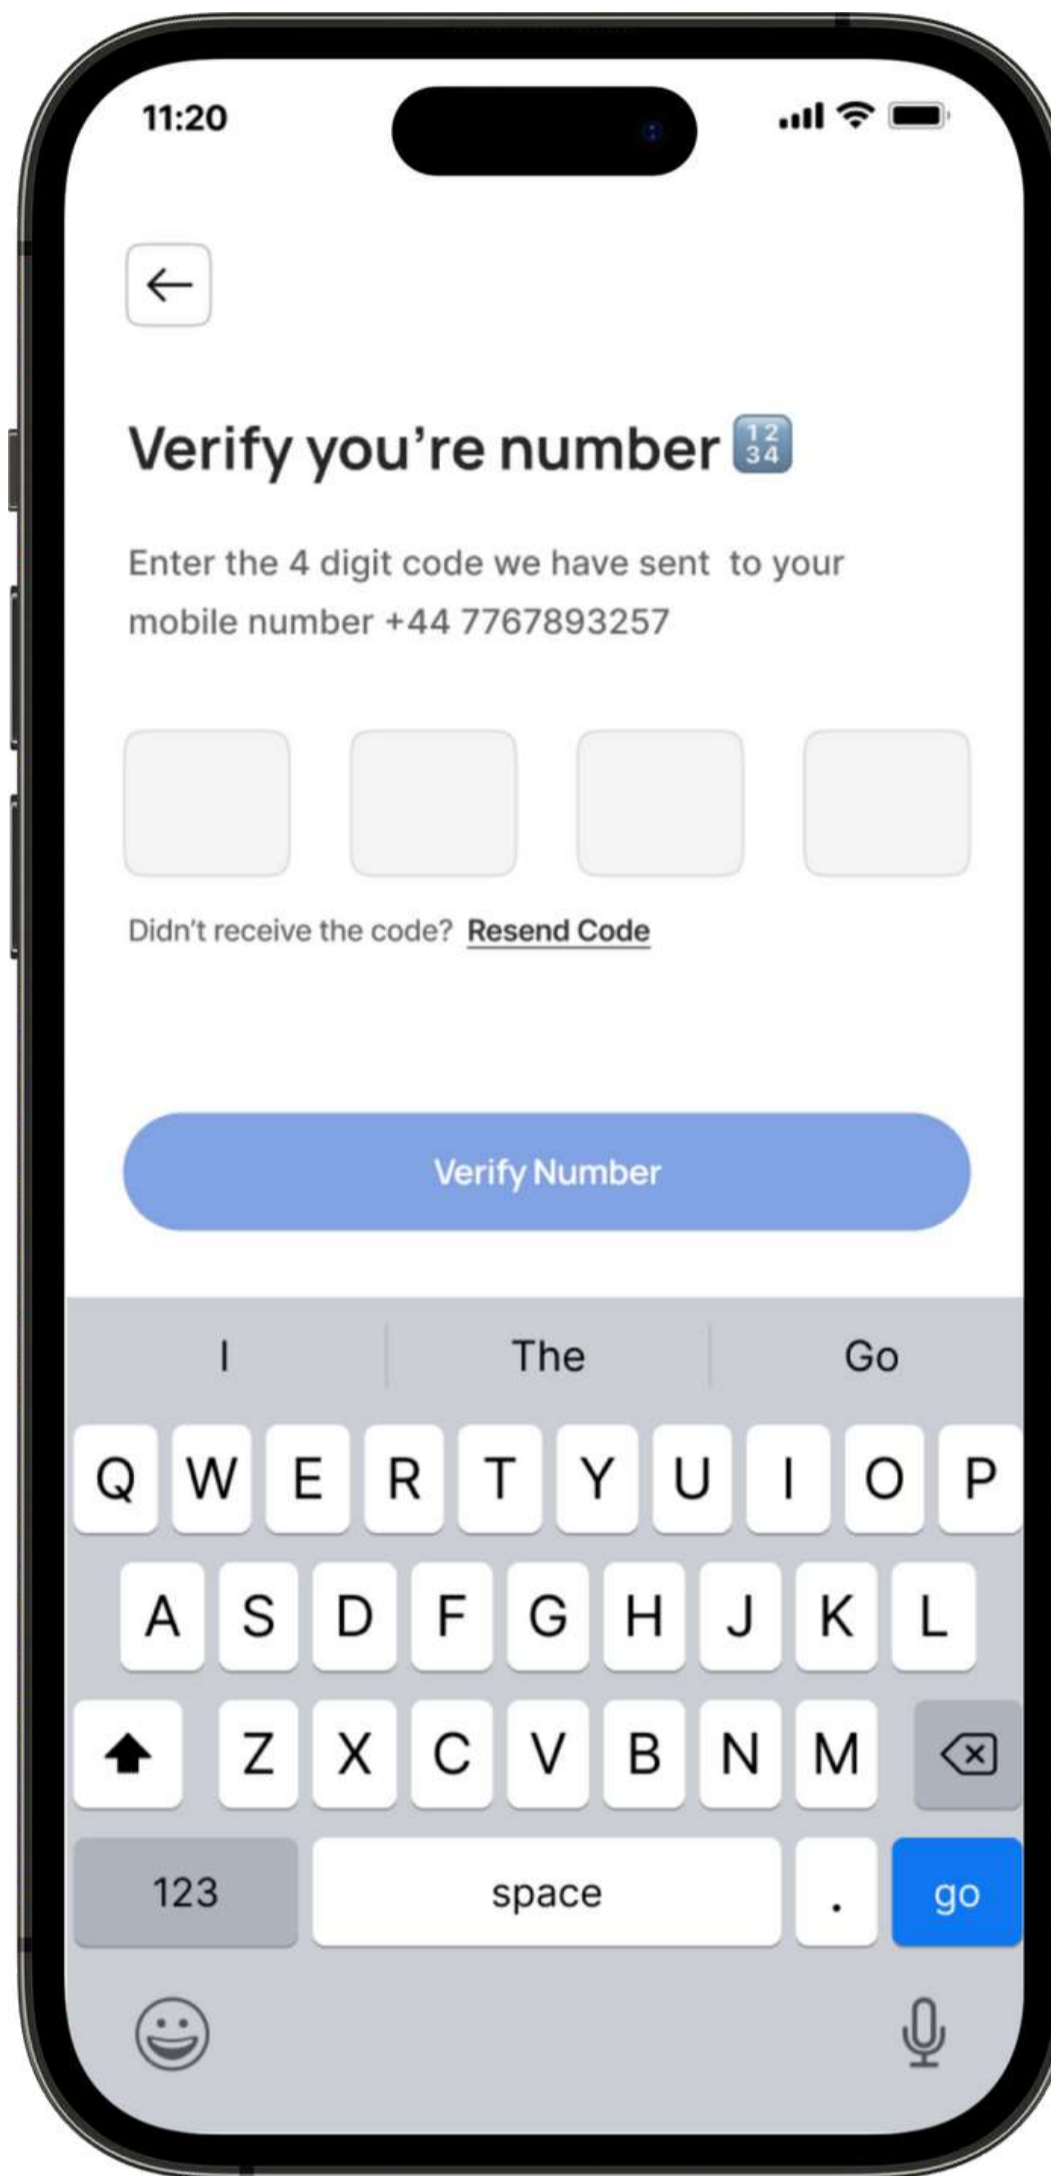 11:20
Verify you're number 🔢
Enter the 4 digit code we have sent  to your
mobile number +44 7767893257
Didn't receive the code? Resend Code
Verify Number
I The Go
Q W E R T Y U I O P
A S D F G H J K L
Z X C V B N M
123 space . go